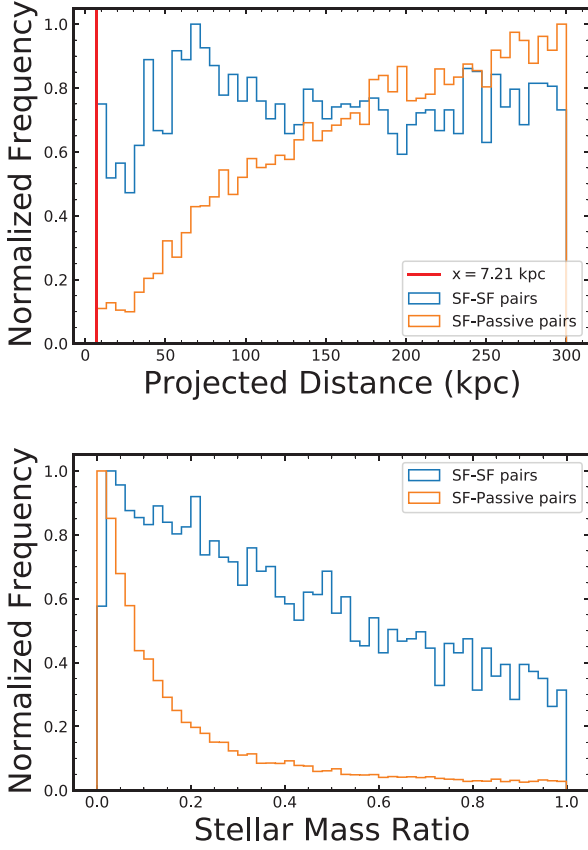 1.0
0.8
0.6
0.4
0.2
0.0
Normalized Frequency
x = 7.21 kpc
SF-SF pairs
SF-Passive pairs
0 50 100 150 200 250 300
Projected Distance (kpc)
1.0
0.8
0.6
0.4
0.2
0.0
Normalized Frequency
SF-SF pairs
SF-Passive pairs
0.0 0.2 0.4 0.6 0.8 1.0
Stellar Mass Ratio